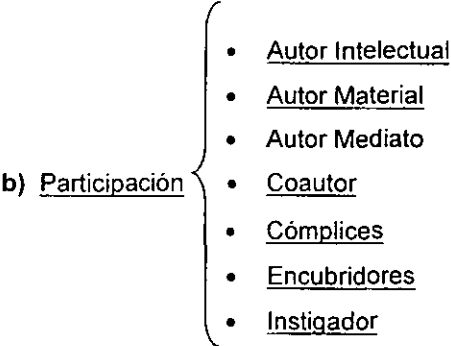 • Autor Intelectual
• Autor Material
• Autor Mediato
b) Participación
• Coautor
• Cómplices
• Encubridores
• Instigador